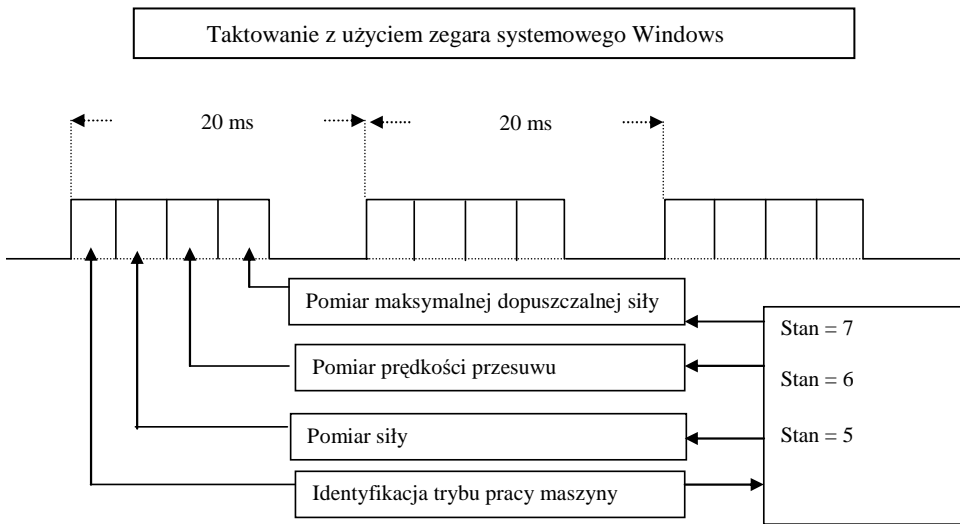 Taktowanie z użyciem zegara systemowego Windows
20 ms
20 ms
Pomiar maksymalnej dopuszczalnej siły
Stan = 7
Pomiar prędkości przesuwu
Stan = 6
Pomiar siły
Stan = 5
Identyfikacja trybu pracy maszyny